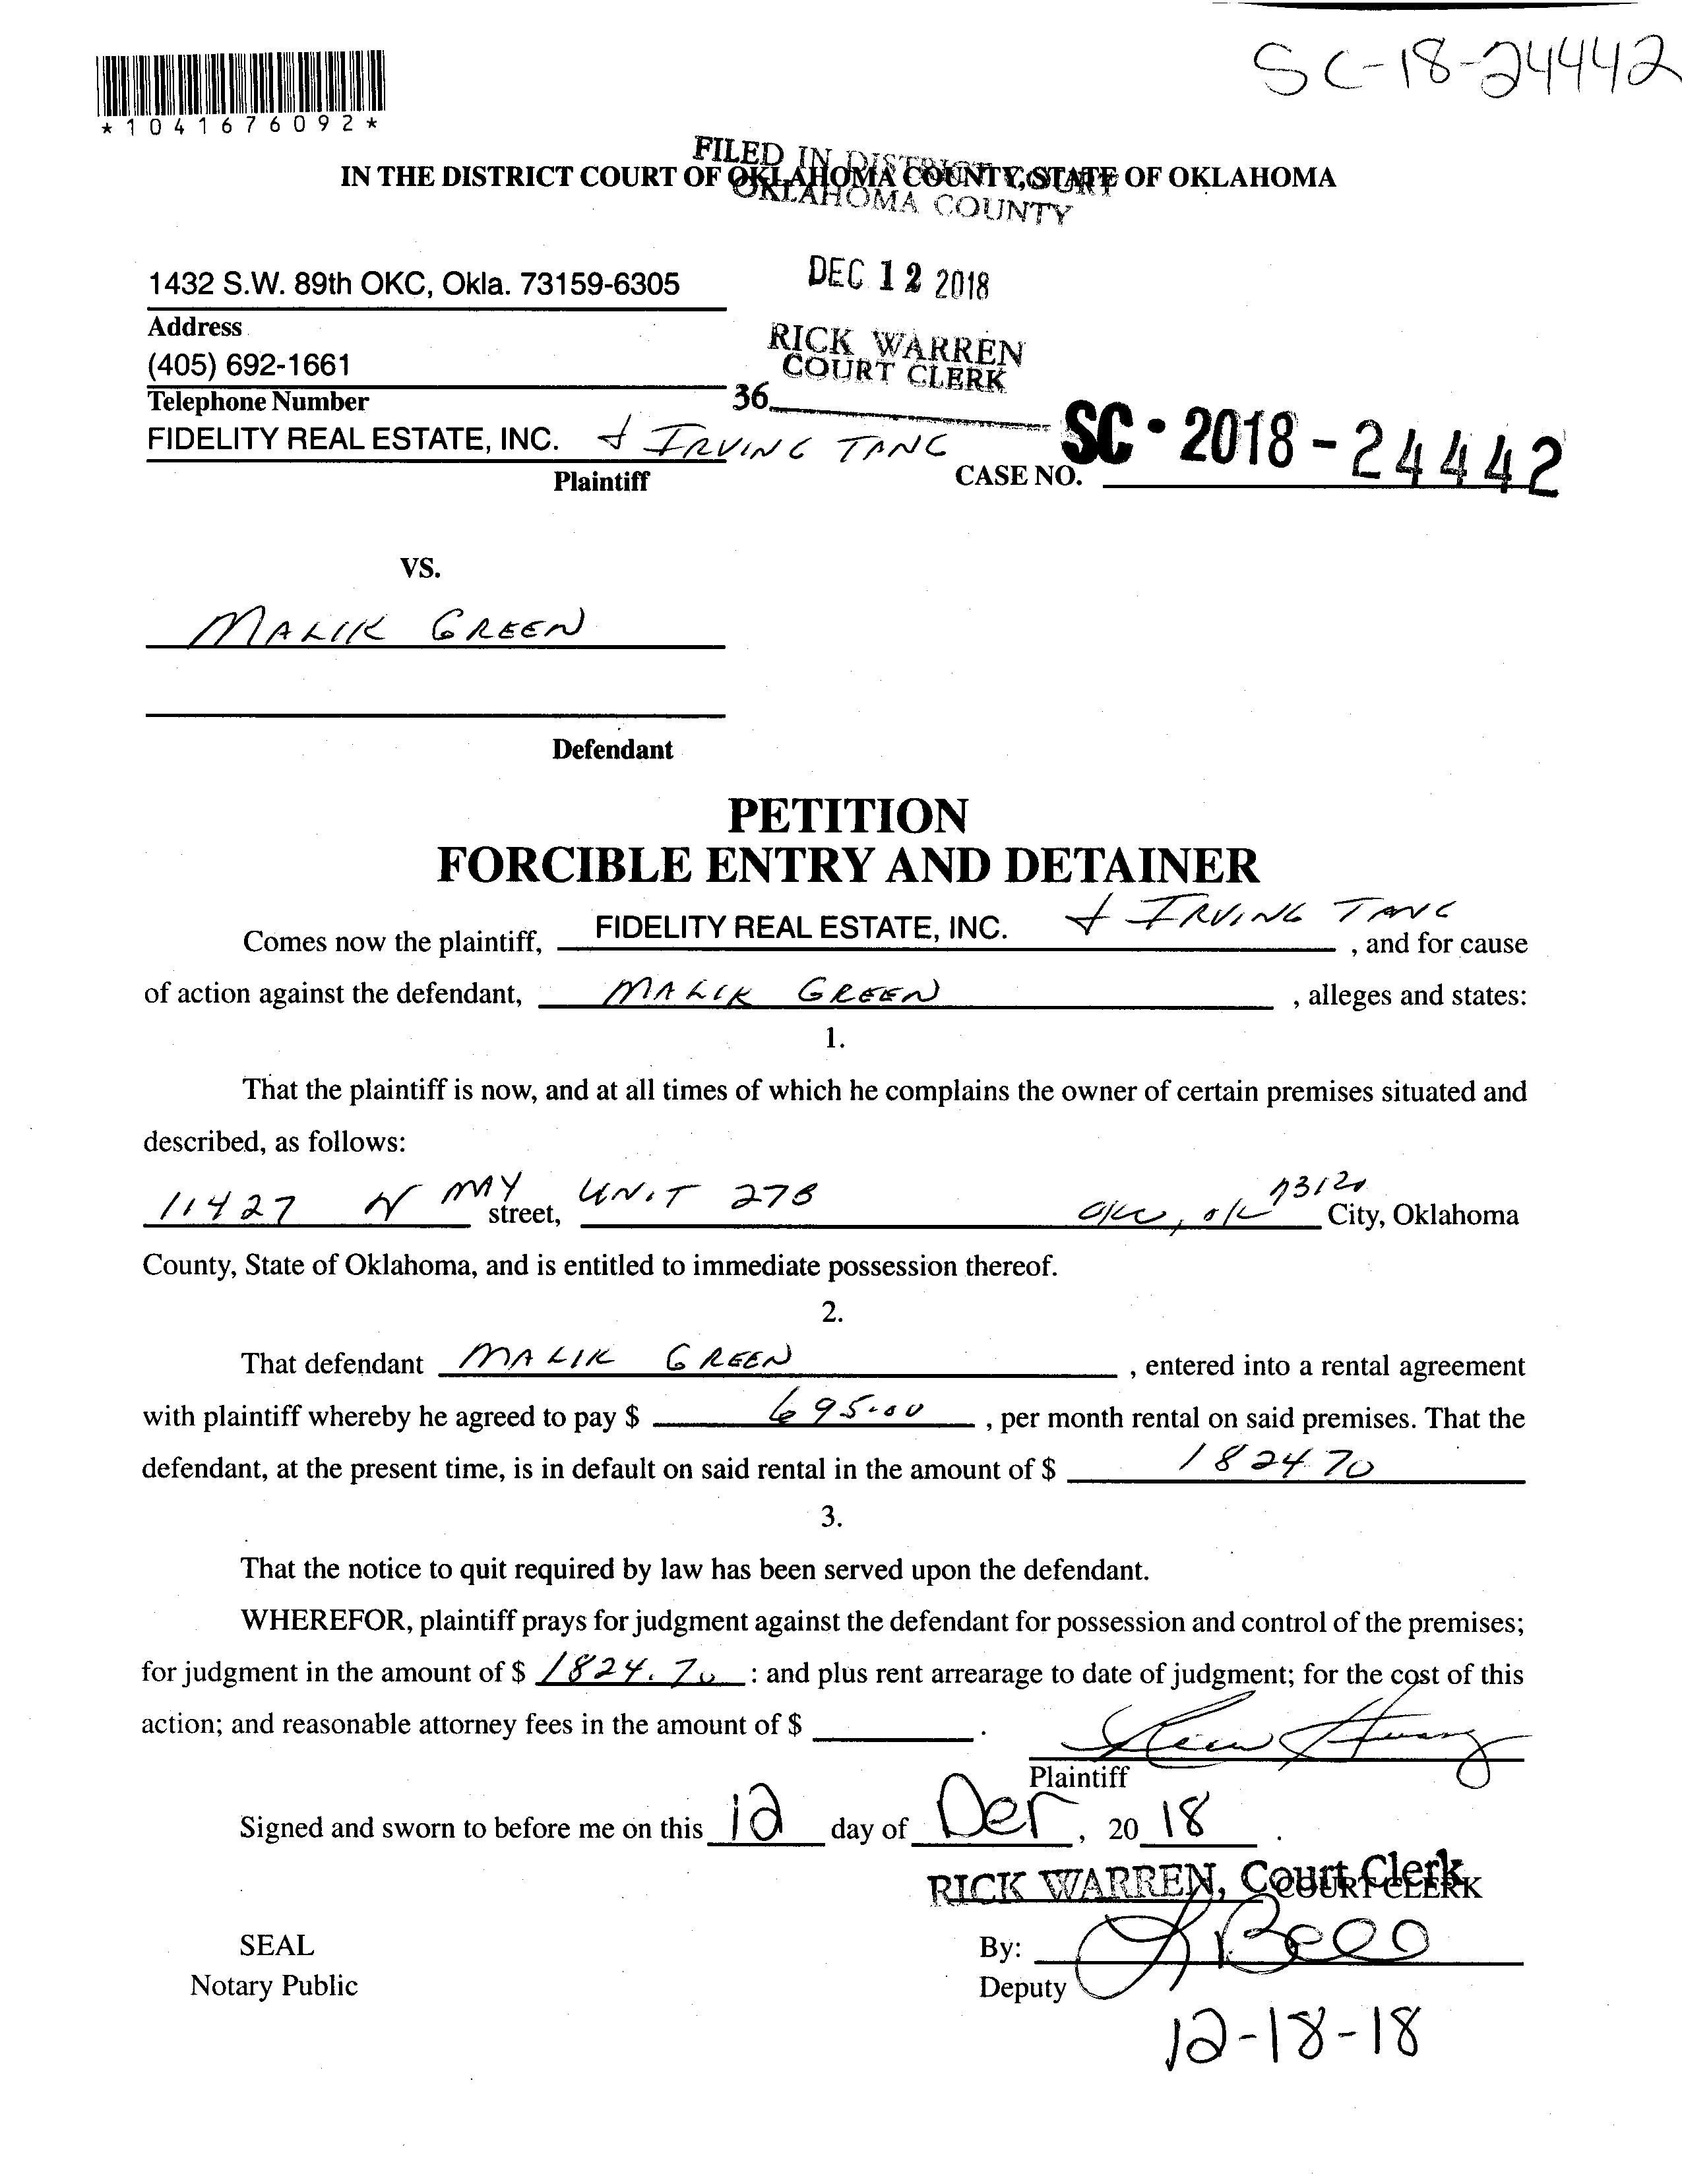 SC-18-24442
*1041676092*
FILED IN DISTRICT COURT
OKLAHOMA COUNTY
IN THE DISTRICT COURT OF OKLAHOMA COUNTY, STATE OF OKLAHOMA
1432 S.W. 89th OKC, Okla. 73159-6305
DEC 12 2018
Address
RICK WARREN
COURT CLERK
(405) 692-1661
Telephone Number
36
FIDELITY REAL ESTATE, INC. & IRVING TANG
SC - 2018 - 24442
Plaintiff
CASE NO.
VS.
MALIK GREEN
Defendant
PETITION
FORCIBLE ENTRY AND DETAINER
Comes now the plaintiff, FIDELITY REAL ESTATE, INC. & IRVING TANG , and for cause
of action against the defendant, MALIK GREEN , alleges and states:
1.
That the plaintiff is now, and at all times of which he complains the owner of certain premises situated and
described, as follows:
11427 N MAY street, UNIT 27B OKC, OK 73120 City, Oklahoma
County, State of Oklahoma, and is entitled to immediate possession thereof.
2.
That defendant MALIK GREEN , entered into a rental agreement
with plaintiff whereby he agreed to pay $ 695.00 , per month rental on said premises. That the
defendant, at the present time, is in default on said rental in the amount of $ 1824.70
3.
That the notice to quit required by law has been served upon the defendant.
WHEREFOR, plaintiff prays for judgment against the defendant for possession and control of the premises;
for judgment in the amount of $ 1824.70 : and plus rent arrearage to date of judgment; for the cost of this
action; and reasonable attorney fees in the amount of $ .
Plaintiff
Signed and sworn to before me on this 12 day of Dec , 20 18 .
RICK WARREN, Court Clerk
COURT CLERK
SEAL
By:
Notary Public
Deputy
12-18-18